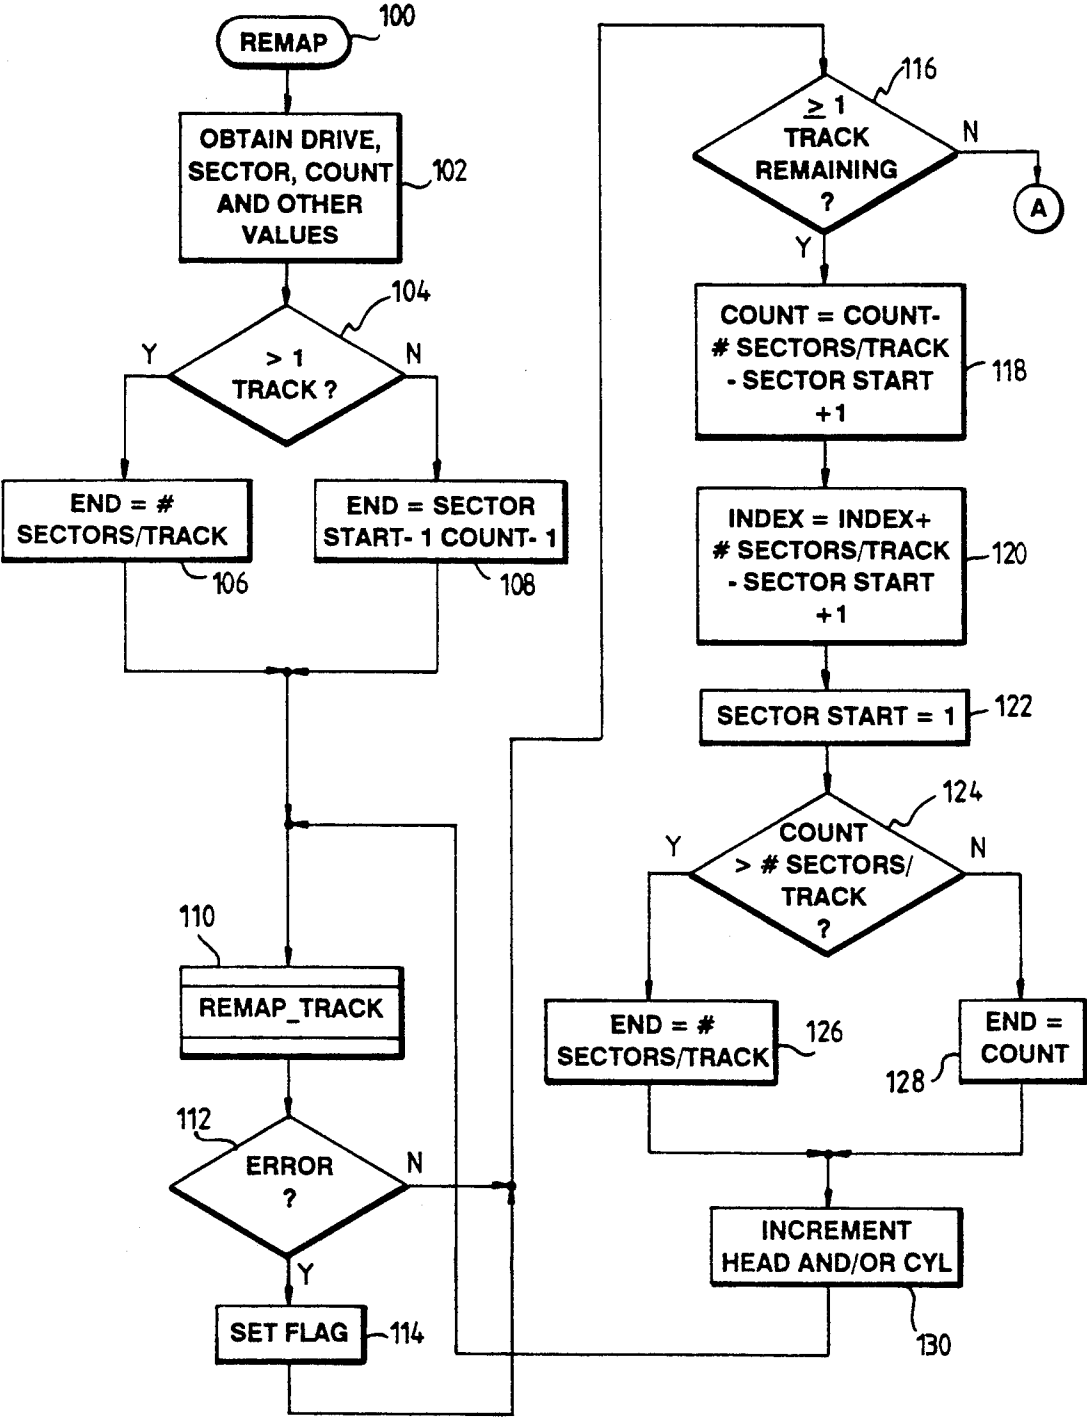 100
REMAP
OBTAIN DRIVE,
SECTOR, COUNT
AND OTHER
VALUES
102
104
> 1
TRACK ?
Y
N
END = #
SECTORS/TRACK
106
END = SECTOR
START- 1 COUNT- 1
108
110
REMAP_TRACK
112
ERROR
?
N
Y
SET FLAG
114
116
≥ 1
TRACK
REMAINING
?
N
A
Y
COUNT = COUNT-
# SECTORS/TRACK
- SECTOR START
+1
118
INDEX = INDEX+
# SECTORS/TRACK
- SECTOR START
+1
120
SECTOR START = 1
122
124
COUNT
> # SECTORS/
TRACK
?
Y
N
END = #
SECTORS/TRACK
126
END =
COUNT
128
INCREMENT
HEAD AND/OR CYL
130